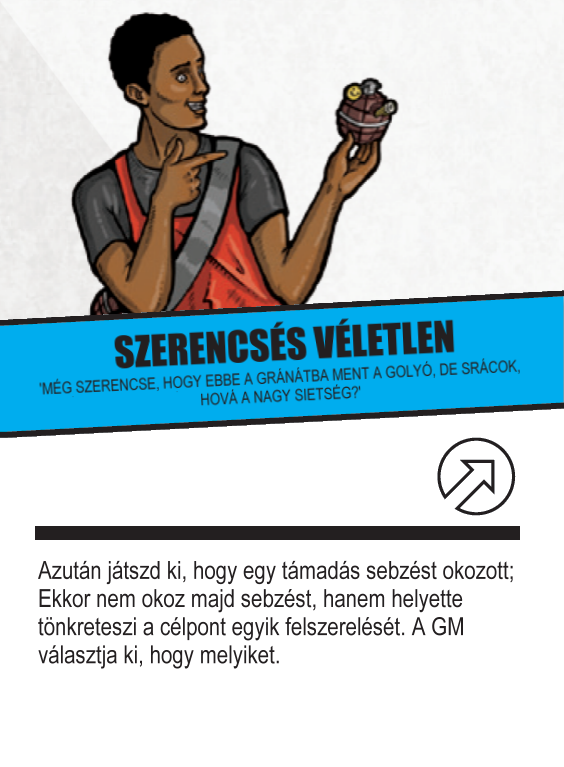 SZERENCSÉS VÉLETLEN
'MÉG SZERENCSE, HOGY EBBE A GRÁNÁTBA MENT A GOLYÓ, DE SRÁCOK,
HOVÁ A NAGY SIETSÉG?'
Azután játszd ki, hogy egy támadás sebzést okozott;
Ekkor nem okoz majd sebzést, hanem helyette
tönkreteszi a célpont egyik felszerelését. A GM
választja ki, hogy melyiket.